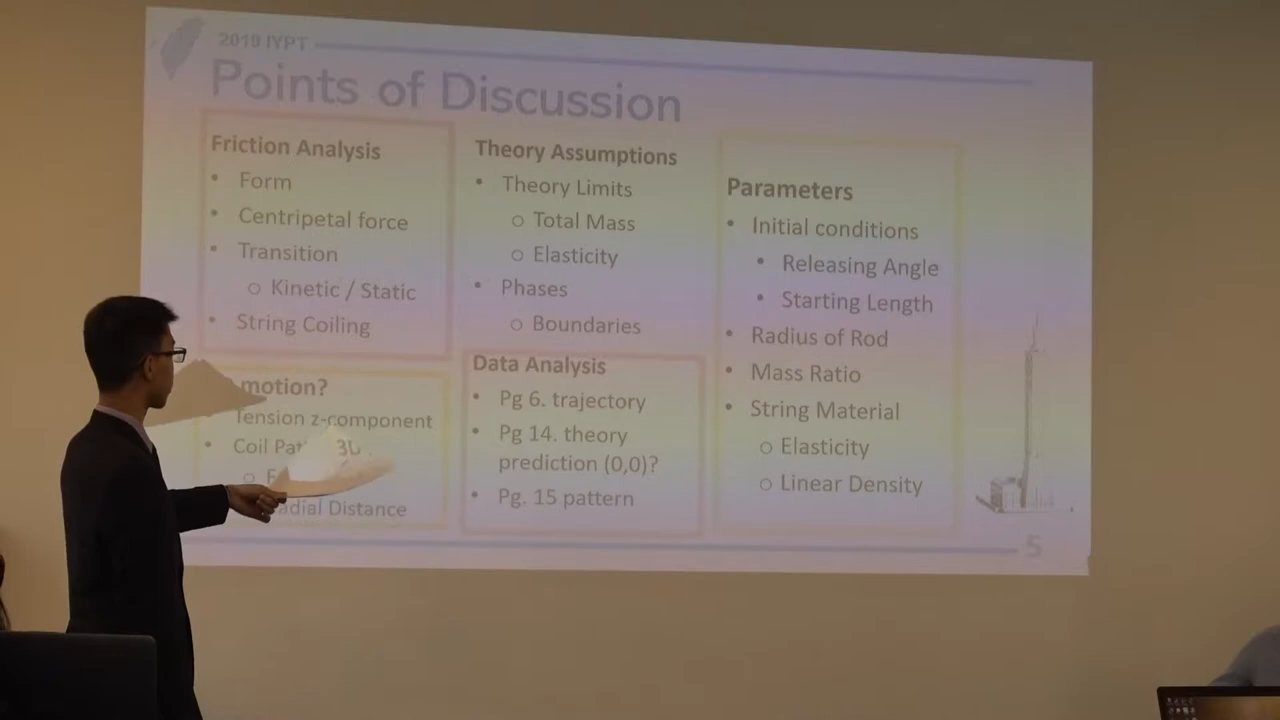 2019 IYPT
Points of Discussion
Friction Analysis
• Form
• Centripetal force
• Transition
○ Kinetic / Static
• String Coiling
motion?
Tension z-component
• Coil 3D
○
Distance
Theory Assumptions
• Theory Limits
○ Total Mass
○ Elasticity
• Phases
○ Boundaries
Data Analysis
• Pg 6. trajectory
• Pg 14. theory
prediction (0,0)?
• Pg. 15 pattern
Parameters
• Initial conditions
• Releasing Angle
• Starting Length
• Radius of Rod
• Mass Ratio
• String Material
○ Elasticity
○ Linear Density
5